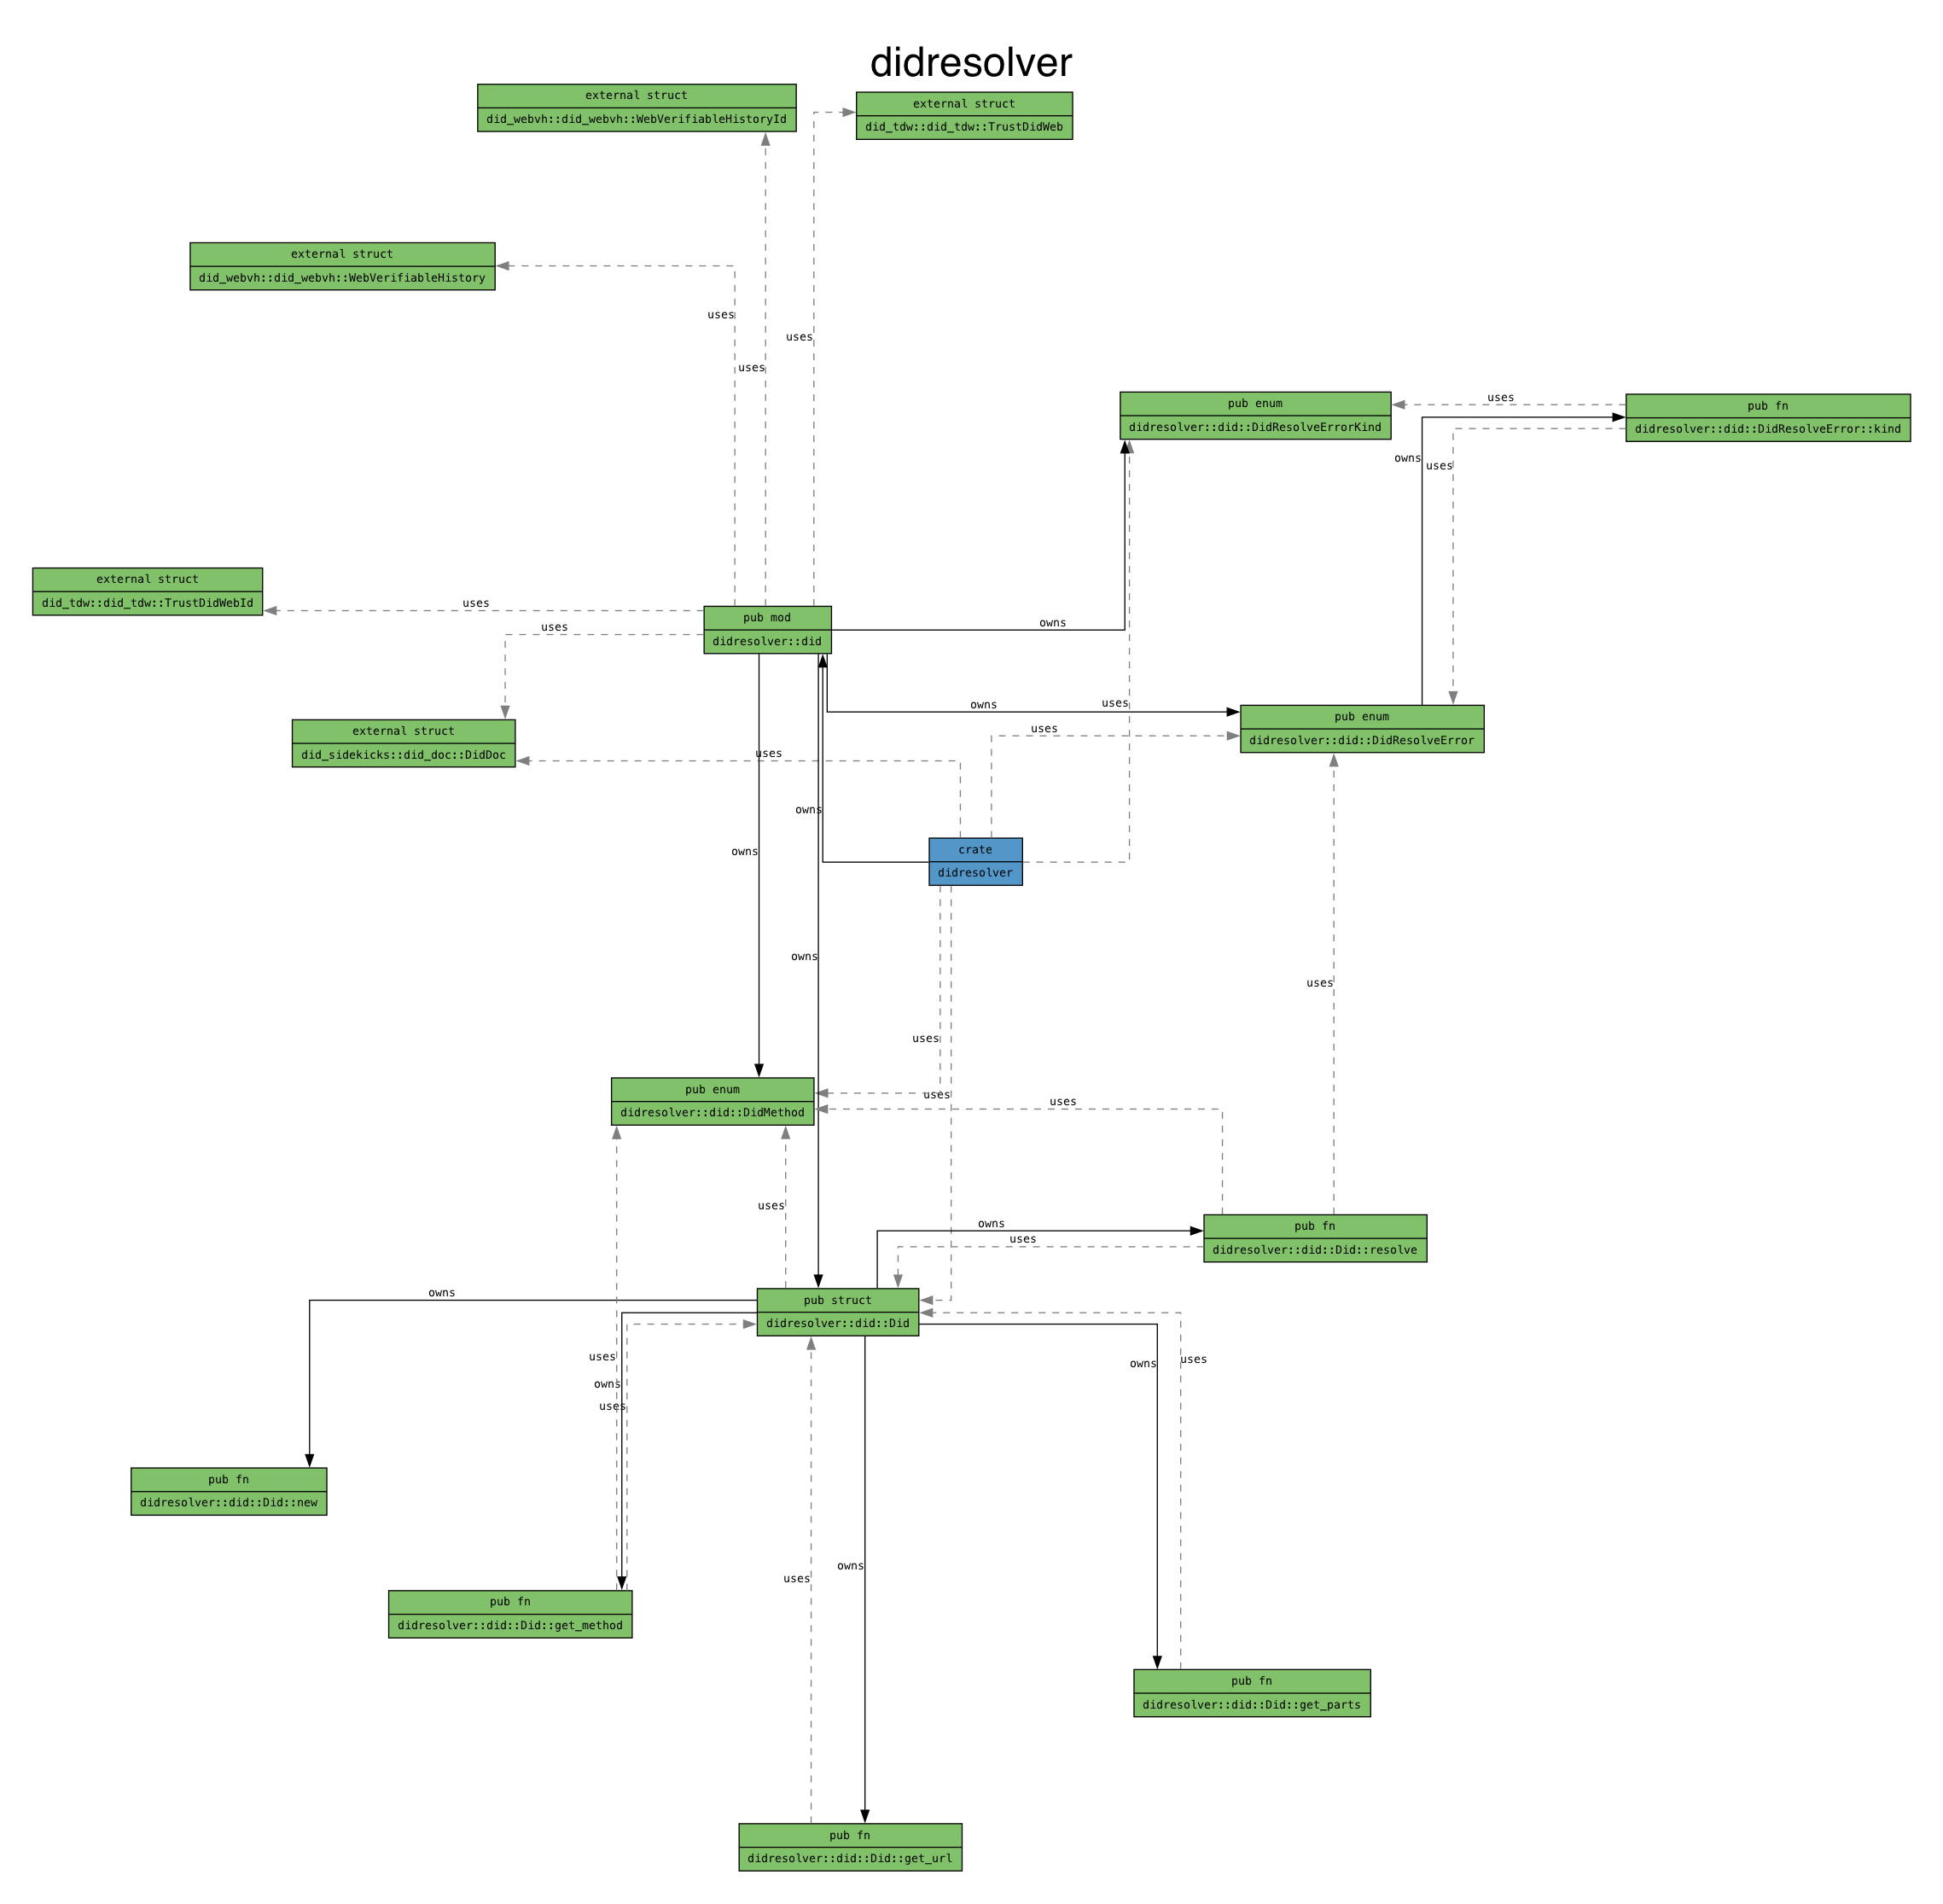 didresolver
external struct
did_webvh::did_webvh::WebVerifiableHistoryId
external struct
did_tdw::did_tdw::TrustDidWeb
external struct
did_webvh::did_webvh::WebVerifiableHistory
uses
uses
uses
pub enum
didresolver::did::DidResolveErrorKind
uses
pub fn
didresolver::did::DidResolveError::kind
owns
uses
external struct
did_tdw::did_tdw::TrustDidWebId
uses
uses
pub mod
didresolver::did
owns
external struct
did_sidekicks::did_doc::DidDoc
uses
owns
uses
uses
pub enum
didresolver::did::DidResolveError
owns
owns
crate
didresolver
owns
uses
uses
uses
pub enum
didresolver::did::DidMethod
uses
uses
uses
owns
uses
pub fn
didresolver::did::Did::resolve
owns
pub struct
didresolver::did::Did
uses
owns
uses
owns
uses
pub fn
didresolver::did::Did::new
pub fn
didresolver::did::Did::get_method
uses
owns
pub fn
didresolver::did::Did::get_parts
pub fn
didresolver::did::Did::get_url